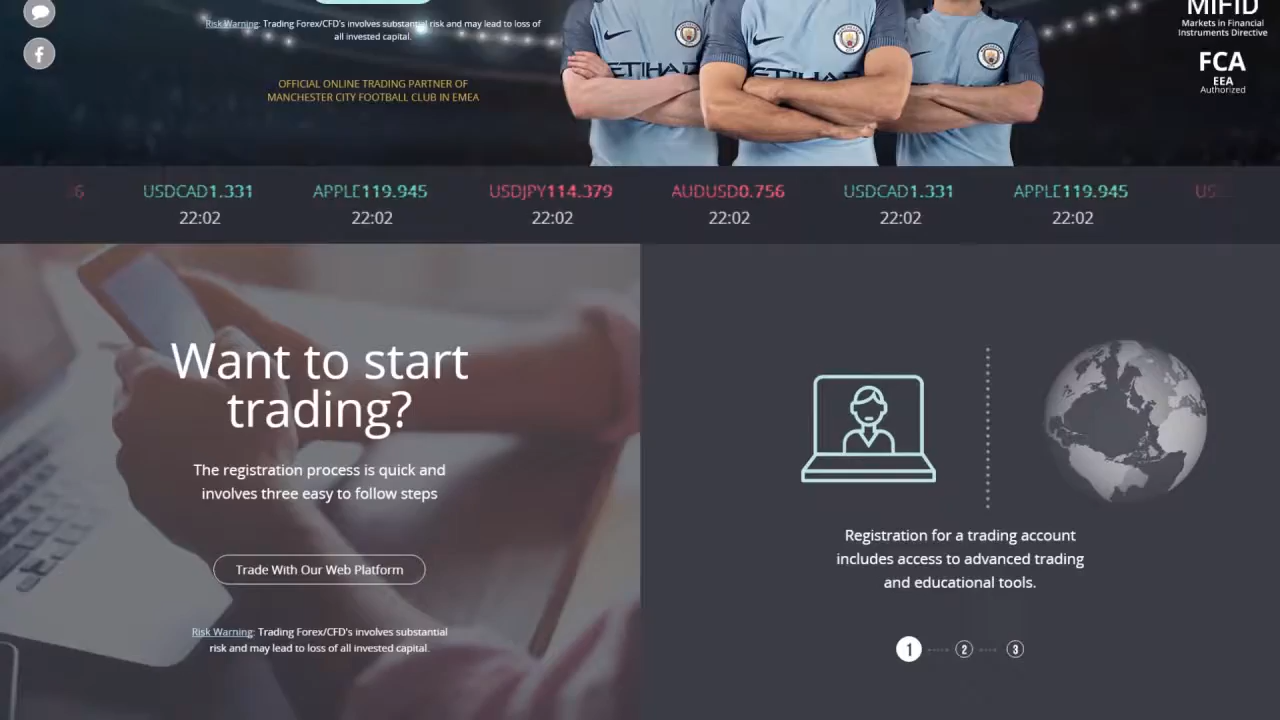 MIFID
Markets in Financial
Instruments Directive
Risk Warning: Trading Forex/CFD's involves substantial risk and may lead to loss of
all invested capital.
FCA
EEA
Authorized
OFFICIAL ONLINE TRADING PARTNER OF
MANCHESTER CITY FOOTBALL CLUB IN EMEA
ETIHAD
ETIHAD
USDCAD1.331 APPLE119.945 USDJPY114.379 AUDUSD0.756 USDCAD1.331 APPLE119.945
22:02 22:02 22:02 22:02 22:02 22:02
Want to start
trading?
The registration process is quick and
involves three easy to follow steps
Trade With Our Web Platform
Risk Warning: Trading Forex/CFD's involves substantial
risk and may lead to loss of all invested capital.
Registration for a trading account
includes access to advanced trading
and educational tools.
1 2 3